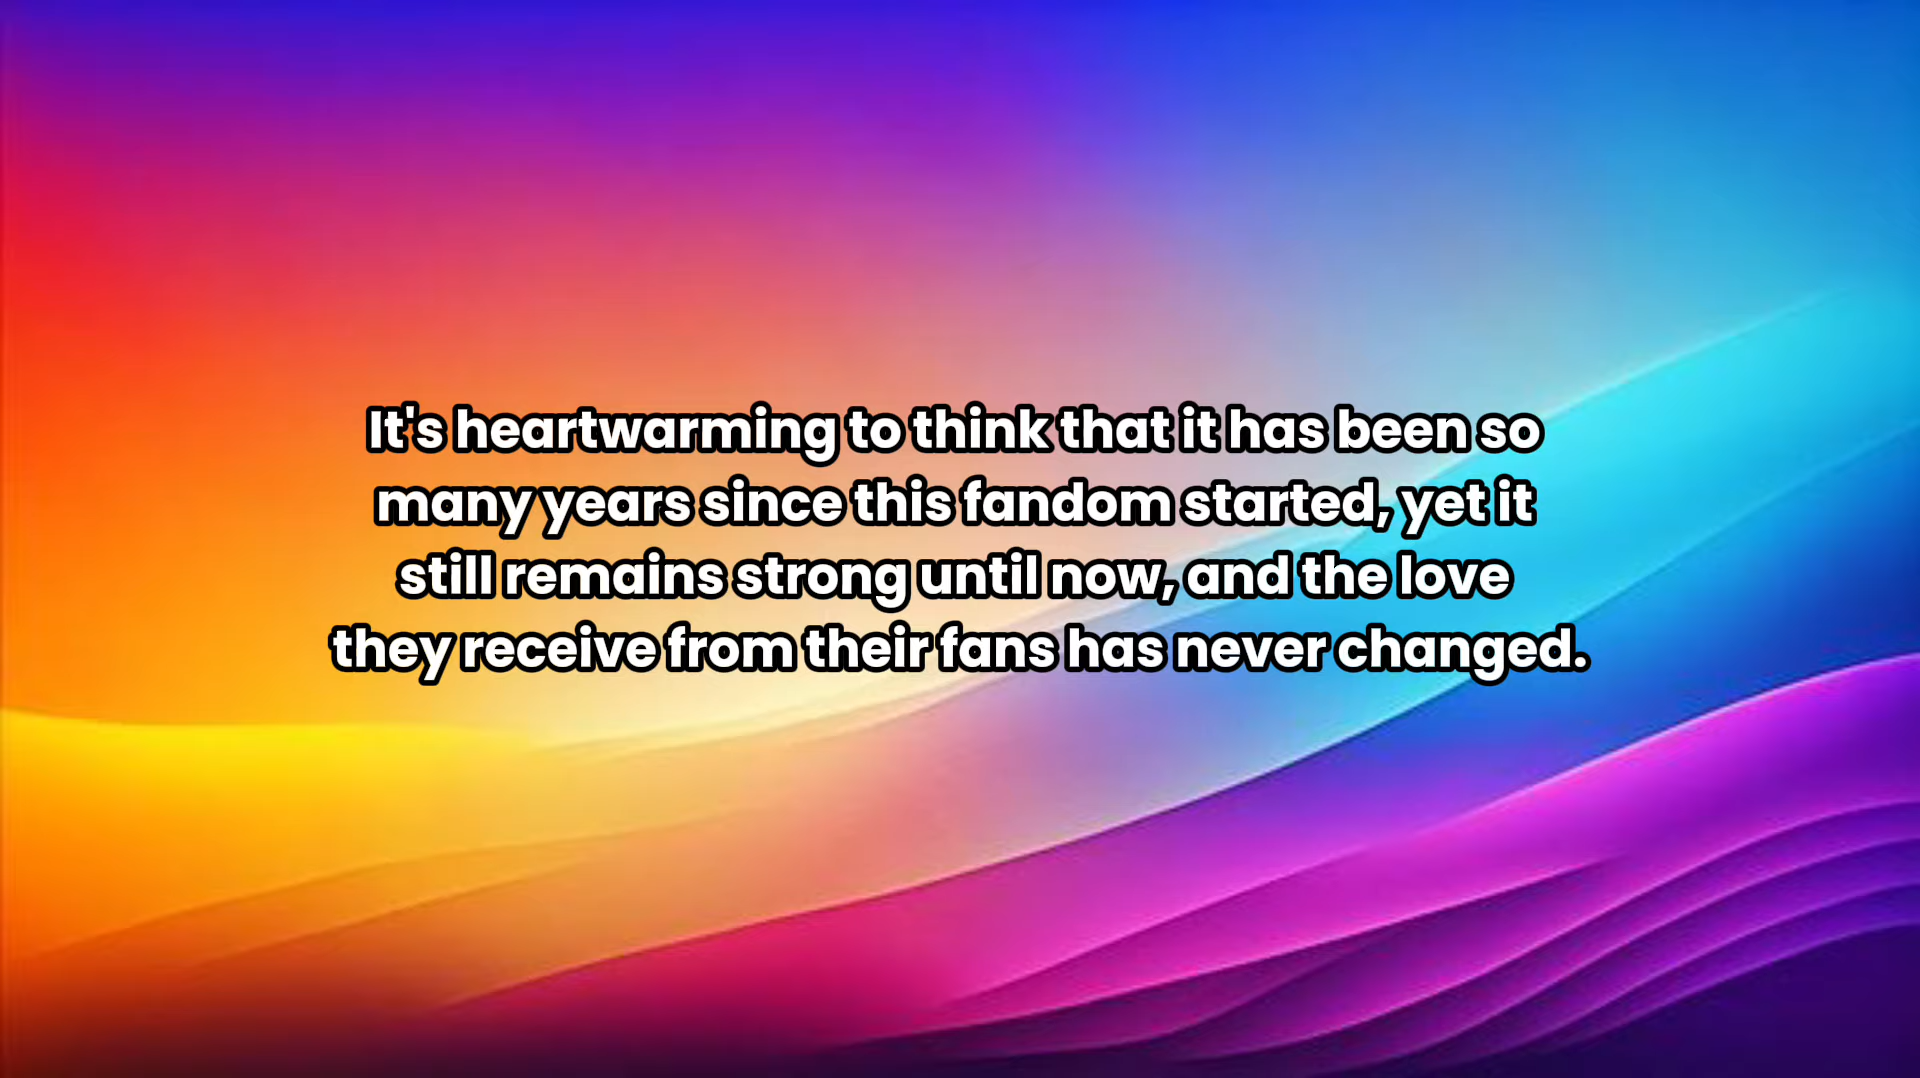 It's heartwarming to think that it has been so
many years since this fandom started, yet it
still remains strong until now, and the love
they receive from their fans has never changed.